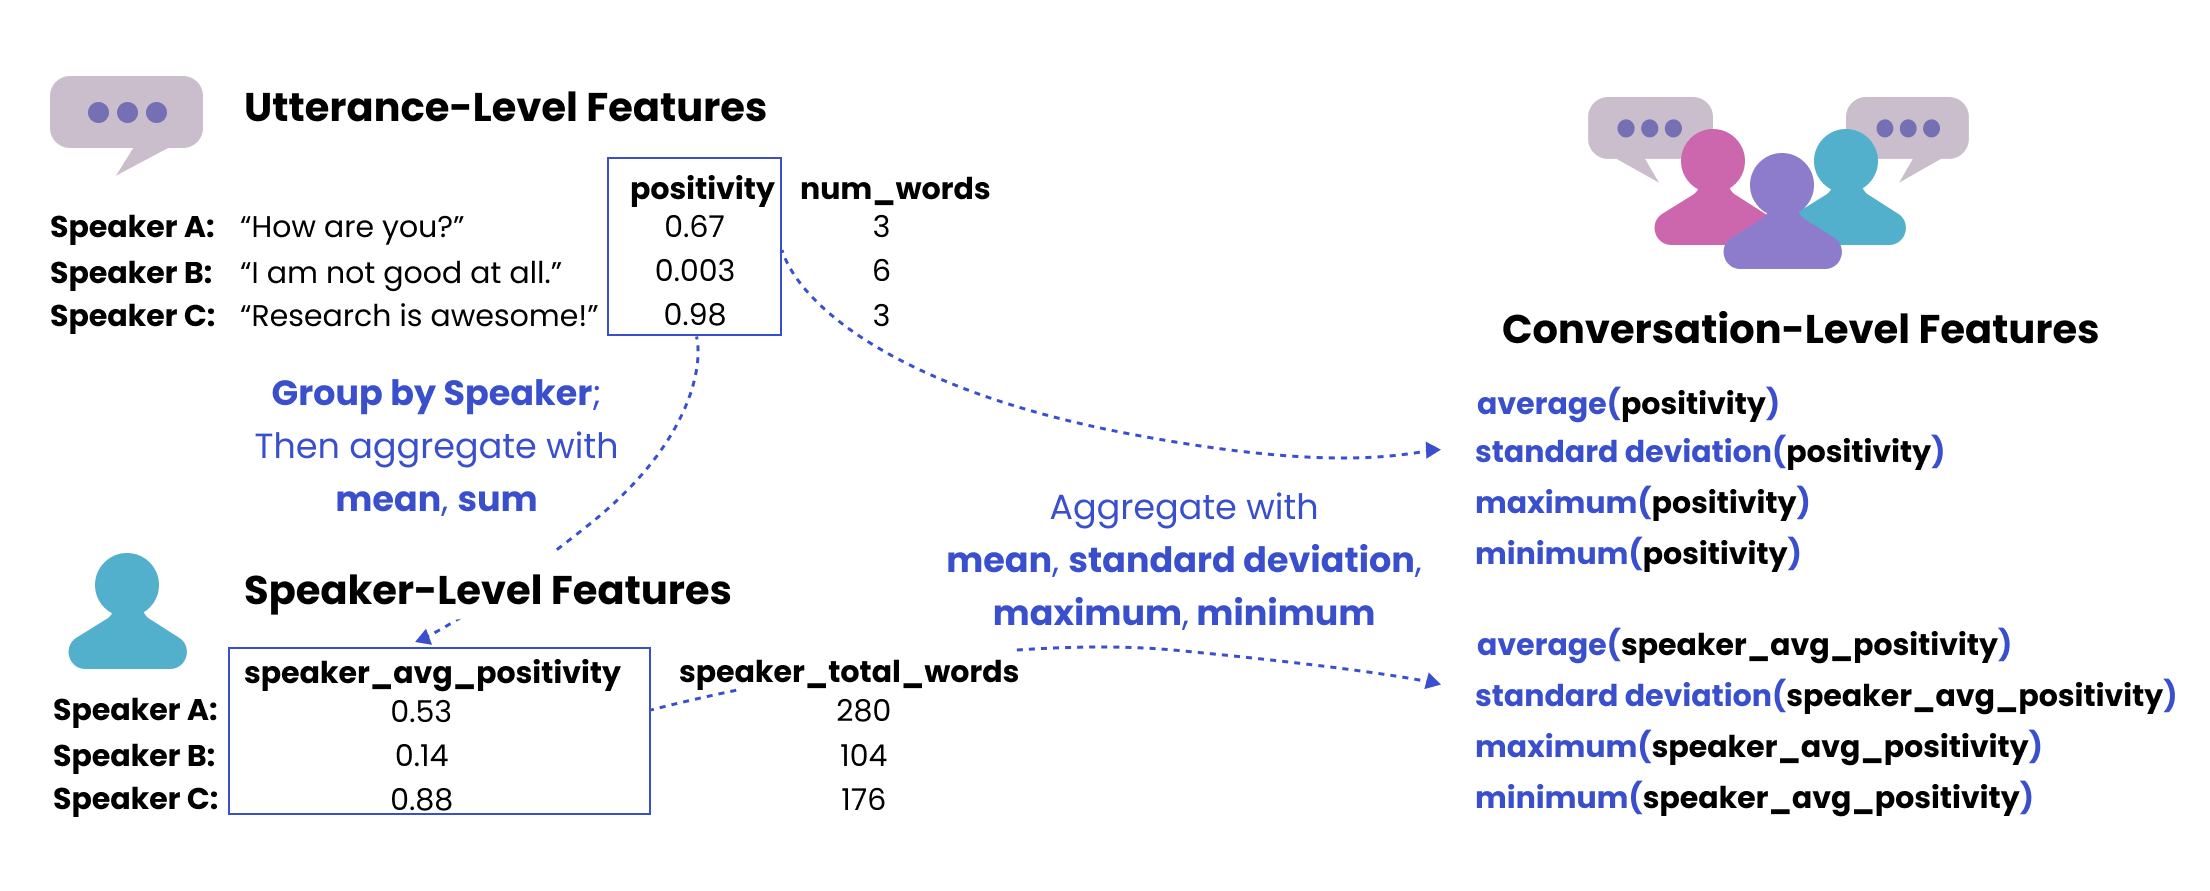 Utterance-Level Features
positivity num_words
Speaker A: “How are you?” 0.67 3
Speaker B: “I am not good at all.” 0.003 6
Speaker C: “Research is awesome!” 0.98 3
Group by Speaker;
Then aggregate with
mean, sum
Speaker-Level Features
speaker_avg_positivity speaker_total_words
Speaker A: 0.53 280
Speaker B: 0.14 104
Speaker C: 0.88 176
Aggregate with
mean, standard deviation,
maximum, minimum
Conversation-Level Features
average(positivity)
standard deviation(positivity)
maximum(positivity)
minimum(positivity)
average(speaker_avg_positivity)
standard deviation(speaker_avg_positivity)
maximum(speaker_avg_positivity)
minimum(speaker_avg_positivity)